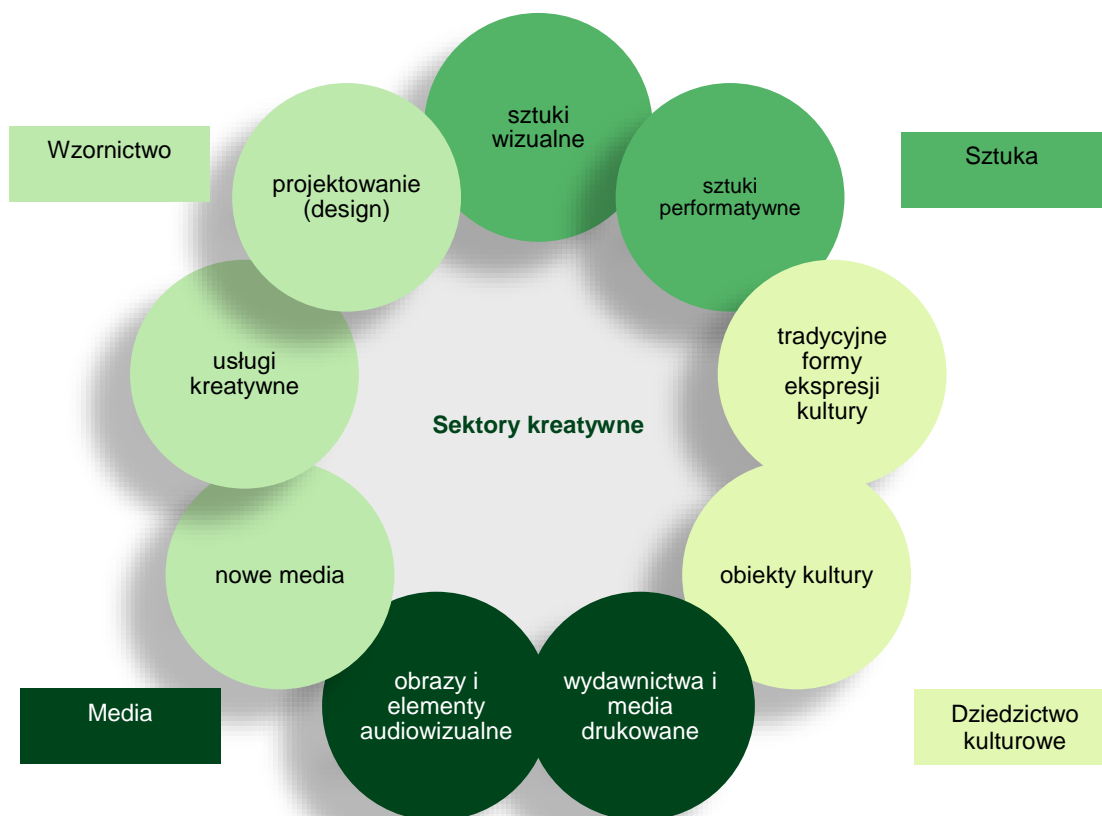 sztuki
wizualne
Wzornictwo
Sztuka
projektowanie
(design)
sztuki
performatywne
tradycyjne
formy
ekspresji
kultury
usługi
kreatywne
Sektory kreatywne
nowe media
obiekty kultury
obrazy i
elementy
audiowizualne
wydawnictwa i
media
drukowane
Media
Dziedzictwo
kulturowe